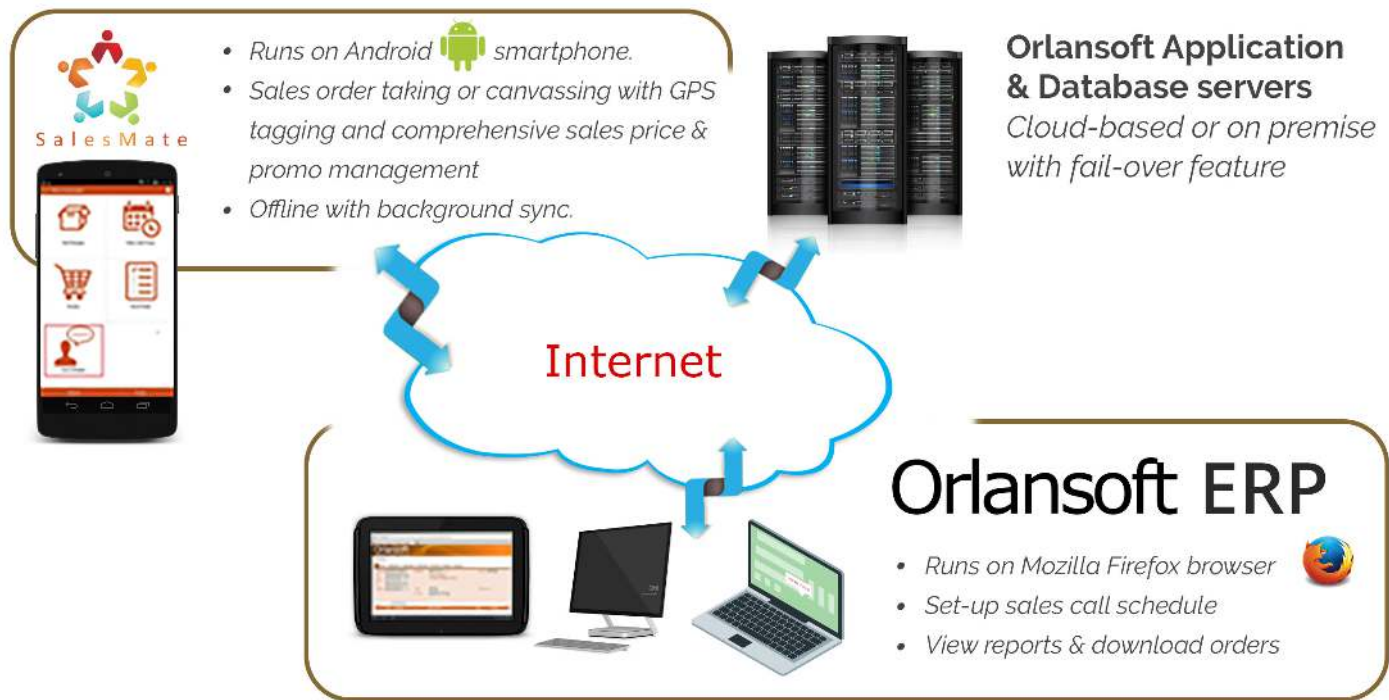 SalesMate
• Runs on Android smartphone.
• Sales order taking or canvassing with GPS
tagging and comprehensive sales price &
promo management
• Offline with background sync.
Orlansoft Application
& Database servers
Cloud-based or on premise
with fail-over feature
Internet
Orlansoft ERP
• Runs on Mozilla Firefox browser
• Set-up sales call schedule
• View reports & download orders